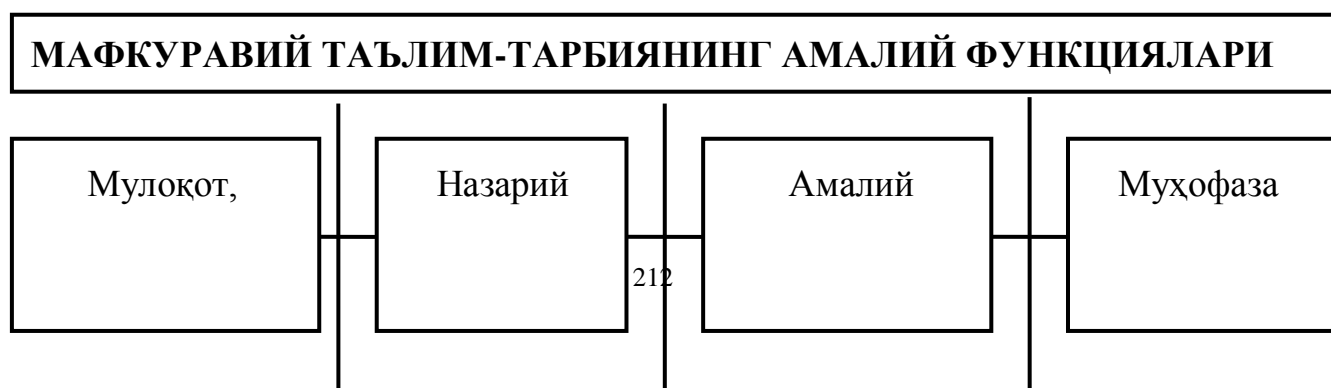 МАФКУРАВИЙ ТАЪЛИМ-ТАРБИЯНИНГ АМАЛИЙ ФУНКЦИЯЛАРИ
Мулоқот,
Назарий
Амалий
Муҳофаза
212